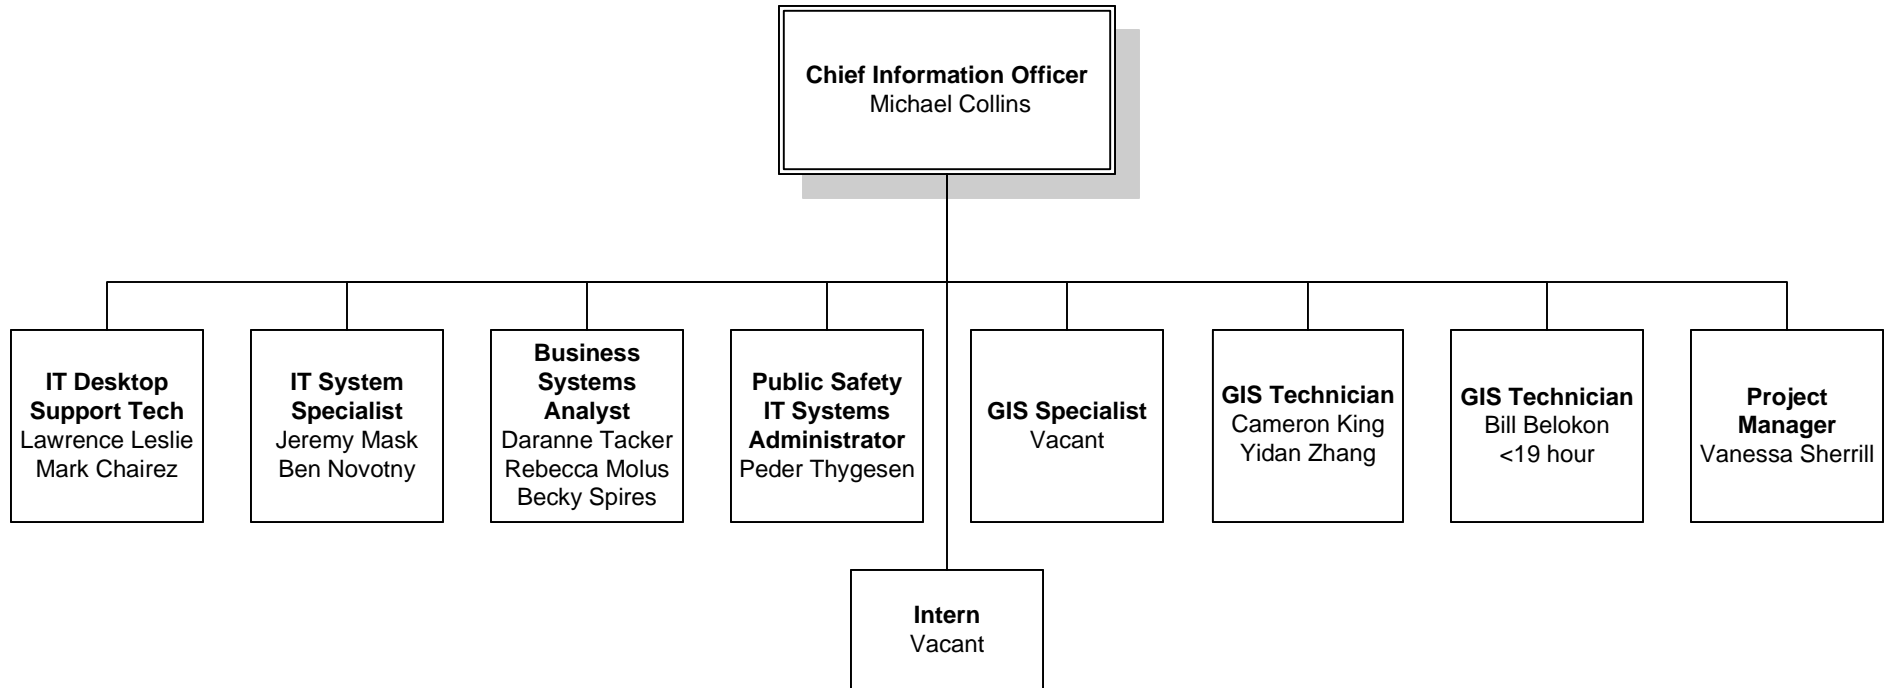 Chief Information Officer
Michael Collins
IT Desktop
Support Tech
Lawrence Leslie
Mark Chairez
IT System
Specialist
Jeremy Mask
Ben Novotny
Business
Systems
Analyst
Daranne Tacker
Rebecca Molus
Becky Spires
Public Safety
IT Systems
Administrator
Peder Thygesen
GIS Specialist
Vacant
GIS Technician
Cameron King
Yidan Zhang
GIS Technician
Bill Belokon
<19 hour
Project
Manager
Vanessa Sherrill
Intern
Vacant